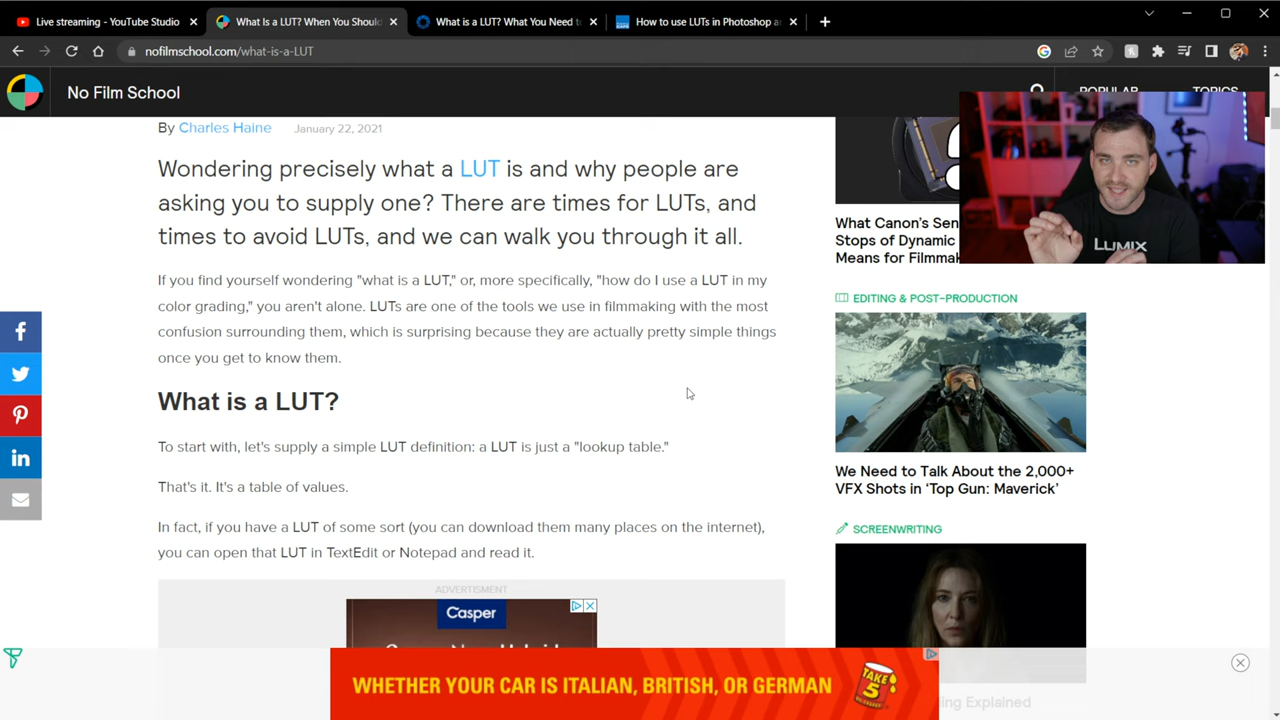 Live streaming - YouTube Studio
What Is a LUT? When You Should
What is a LUT? What You Need t
How to use LUTs in Photoshop a
nofilmschool.com/what-is-a-LUT
No Film School
POPULAR
TOPICS
By Charles Haine January 22, 2021
Wondering precisely what a LUT is and why people are
asking you to supply one? There are times for LUTs, and
times to avoid LUTs, and we can walk you through it all.
If you find yourself wondering "what is a LUT," or, more specifically, "how do I use a LUT in my
color grading," you aren't alone. LUTs are one of the tools we use in filmmaking with the most
confusion surrounding them, which is surprising because they are actually pretty simple things
once you get to know them.
What is a LUT?
To start with, let's supply a simple LUT definition: a LUT is just a "lookup table."
That's it. It's a table of values.
In fact, if you have a LUT of some sort (you can download them many places on the internet),
you can open that LUT in TextEdit or Notepad and read it.
ADVERTISMENT
Casper
What Canon's Sen
Stops of Dynamic
Means for Filmmak
LUMIX
EDITING & POST-PRODUCTION
We Need to Talk About the 2,000+
VFX Shots in 'Top Gun: Maverick'
SCREENWRITING
ing Explained
WHETHER YOUR CAR IS ITALIAN, BRITISH, OR GERMAN
TAKE
5